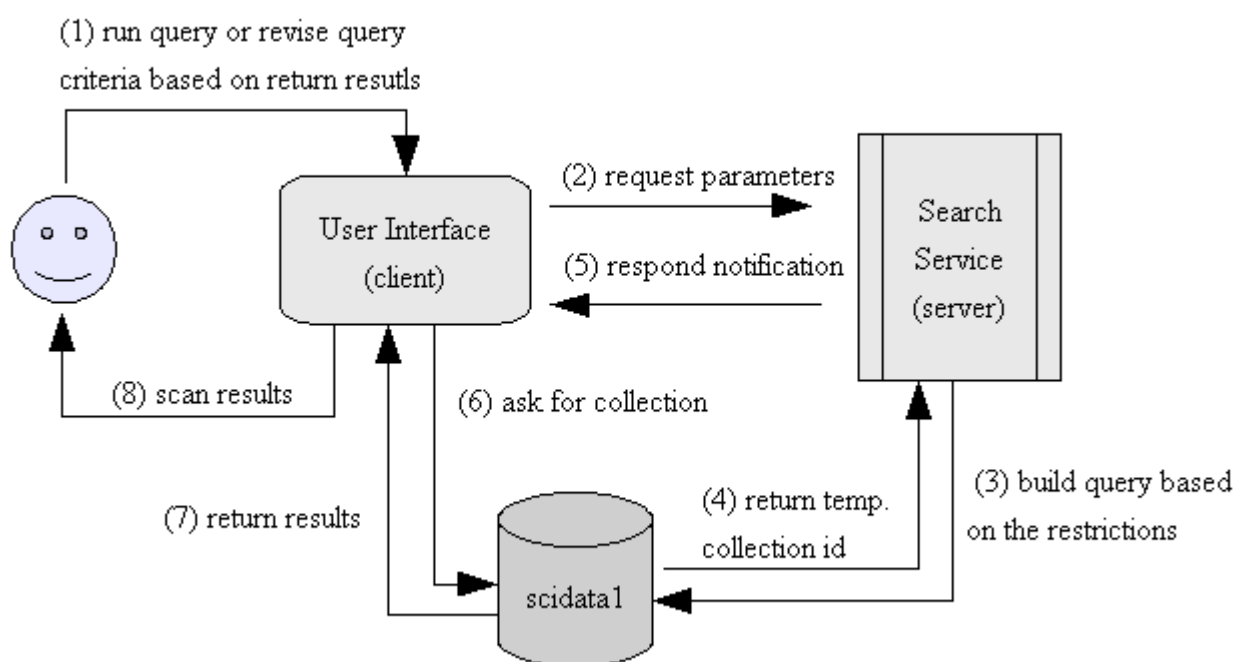 (1) run query or revise query
criteria based on return resutls
(2) request parameters
Search
Service
(server)
User Interface
(client)
(5) respond notification
(8) scan results
(6) ask for collection
(3) build query based
on the restrictions
(4) return temp.
collection id
(7) return results
scidata1